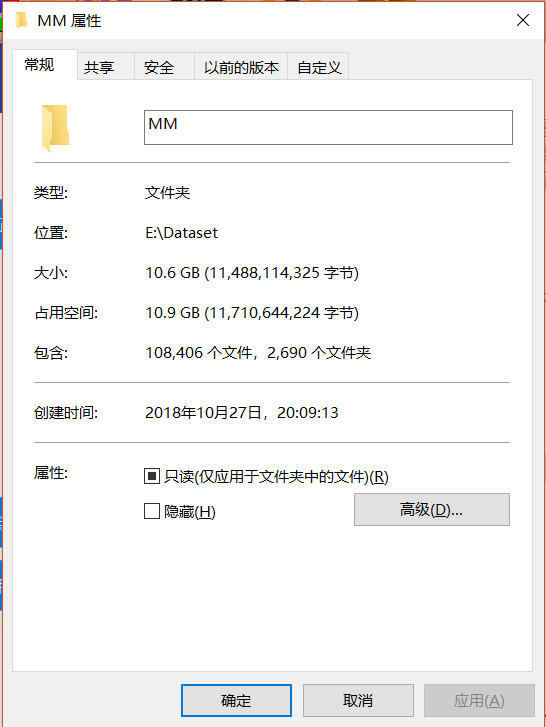 MM 属性
常规 共享 安全 以前的版本 自定义
MM
类型: 文件夹
位置: E:\Dataset
大小: 10.6 GB (11,488,114,325 字节)
占用空间: 10.9 GB (11,710,644,224 字节)
包含: 108,406 个文件，2,690 个文件夹
创建时间: 2018年10月27日，20:09:13
属性: 只读(仅应用于文件夹中的文件)(R)
隐藏(H) 高级(D)...
确定 取消 应用(A)